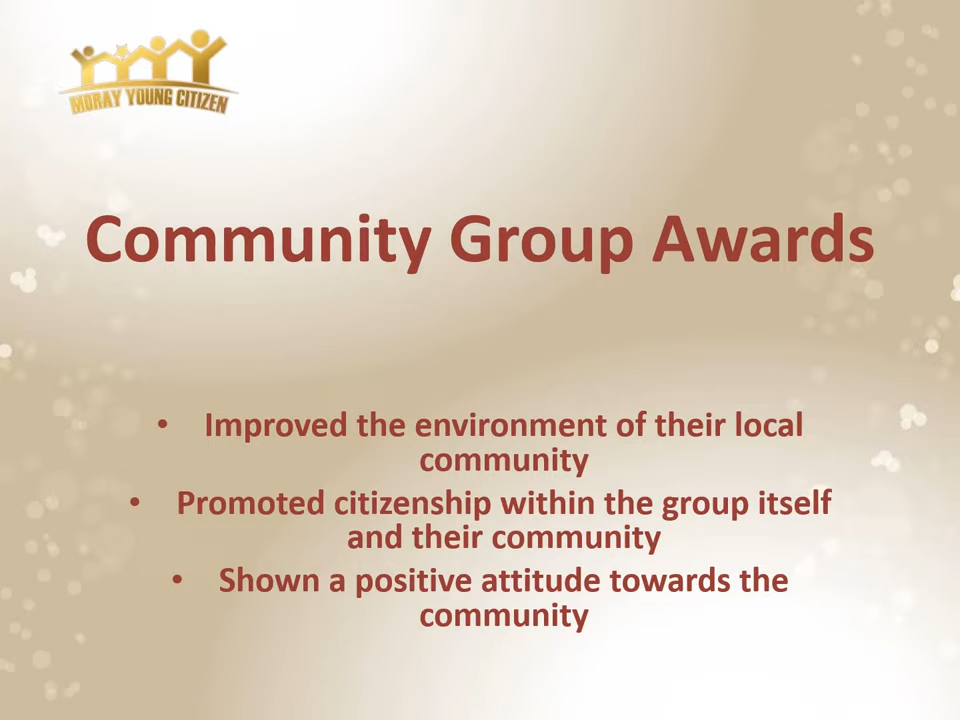 MORAY YOUNG CITIZEN
Community Group Awards
• Improved the environment of their local
community
• Promoted citizenship within the group itself
and their community
• Shown a positive attitude towards the
community